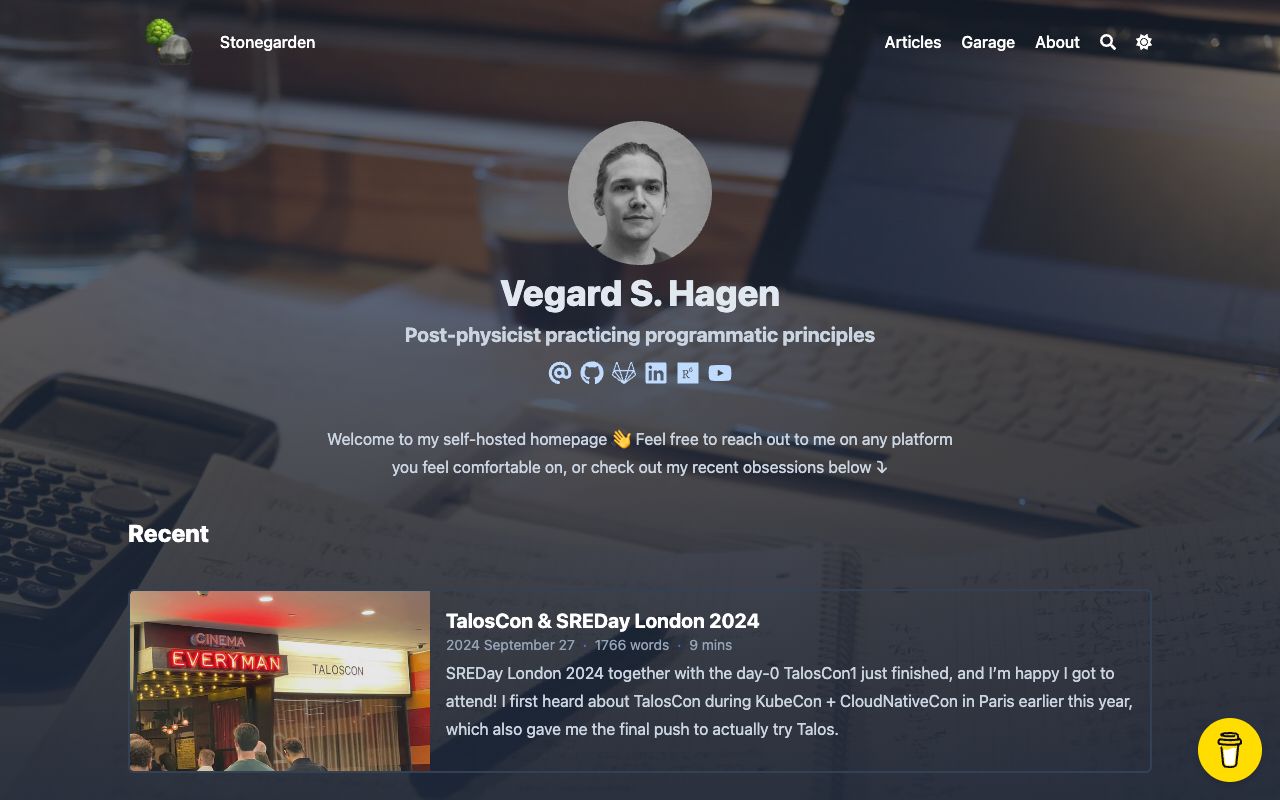 Stonegarden
Articles Garage About
Vegard S. Hagen
Post-physicist practicing programmatic principles
Welcome to my self-hosted homepage 👋 Feel free to reach out to me on any platform
you feel comfortable on, or check out my recent obsessions below ⤵
Recent
CINEMA
EVERYMAN
TALOSCON
TalosCon & SREDay London 2024
2024 September 27 · 1766 words · 9 mins
SREDay London 2024 together with the day-0 TalosCon1 just finished, and I'm happy I got to
attend! I first heard about TalosCon during KubeCon + CloudNativeCon in Paris earlier this year,
which also gave me the final push to actually try Talos.